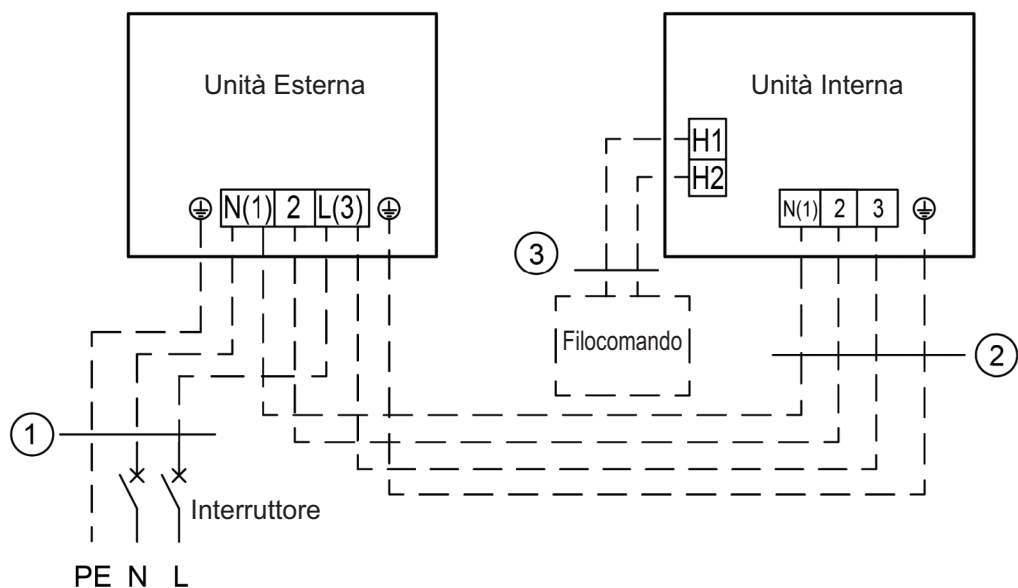 Unità Esterna
Unità Interna
H1
H2
N(1) 2 L(3)
N(1) 2 3
3
Filocomando
2
1
Interruttore
PE N L